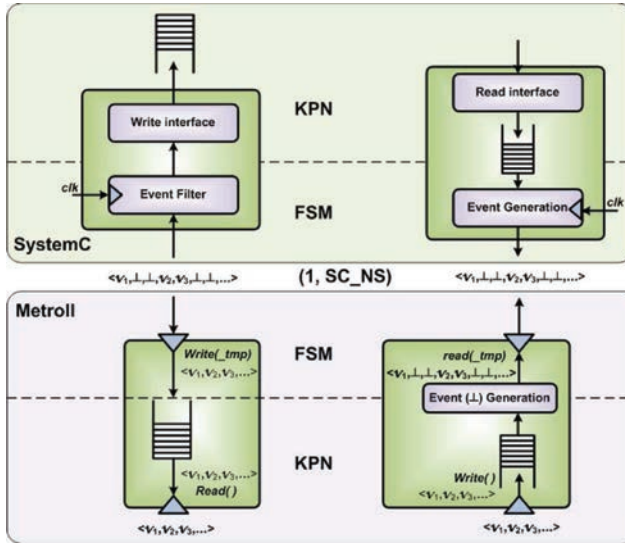 KPN
Write interface
Read interface
clk
Event Filter
Event Generation
clk
FSM
SystemC
<v1,⊥,⊥,v2,v3,⊥,⊥,...>
(1, SC_NS)
<v1,⊥,⊥,v2,v3,⊥,⊥,...>
MetroII
FSM
Write(_tmp)
<v1,v2,v3,...>
read(_tmp)
<v1,⊥,⊥,v2,v3,⊥,⊥,...>
Event (⊥) Generation
KPN
<v1,v2,v3,...>
Read( )
Write( )
<v1,v2,v3,...>
<v1,v2,v3,...>
<v1,v2,v3,...>